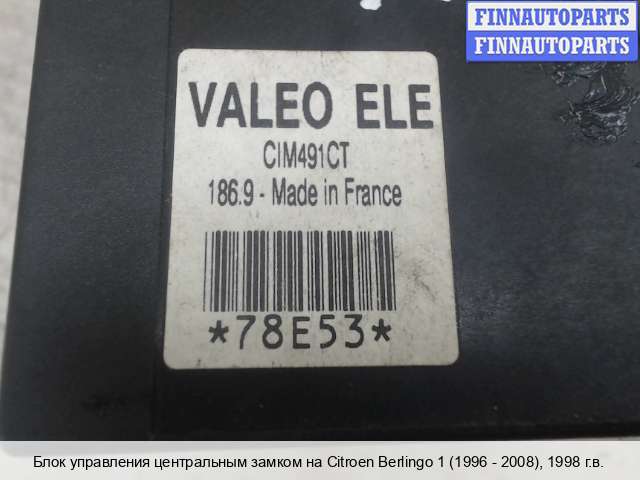 FINNAUTOPARTS
FINNAUTOPARTS
VALEO ELE
CIM491CT
186.9 - Made in France
*78E53*
Блок управления центральным замком на Citroen Berlingo 1 (1996 - 2008), 1998 г.в.